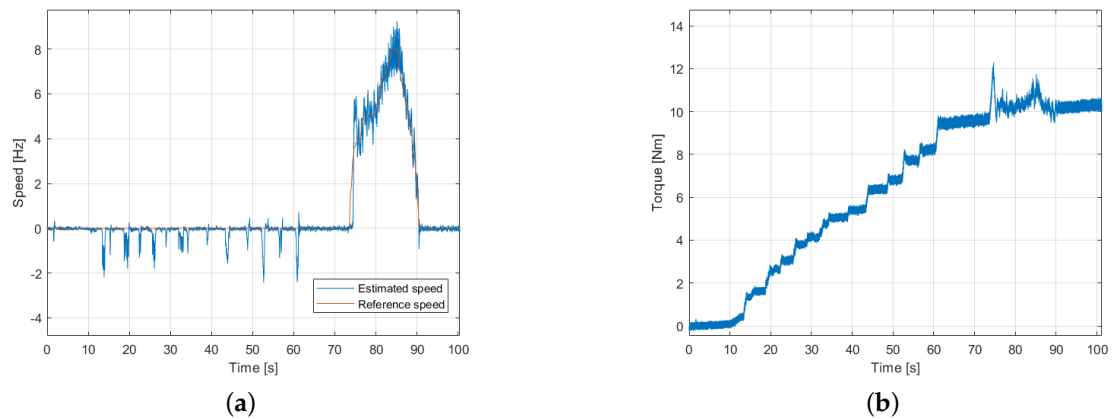 8
6
4
2
0
-2
-4
Speed [Hz]
0 10 20 30 40 50 60 70 80 90 100
Time [s]
Estimated speed
Reference speed
(a)
14
12
10
8
6
4
2
0
Torque [Nm]
0 10 20 30 40 50 60 70 80 90 100
Time [s]
(b)